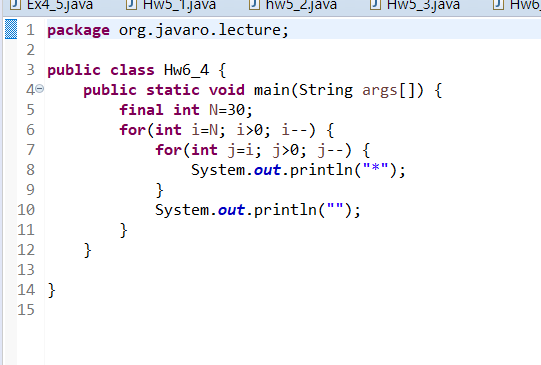 Ex4_5.java Hw5_1.java hw5_2.java Hw5_3.java Hw6_
1 package org.javaro.lecture;
2
3 public class Hw6_4 {
4 public static void main(String args[]) {
5 final int N=30;
6 for(int i=N; i>0; i--) {
7 for(int j=i; j>0; j--) {
8 System.out.println("*");
9 }
10 System.out.println("");
11 }
12 }
13
14 }
15